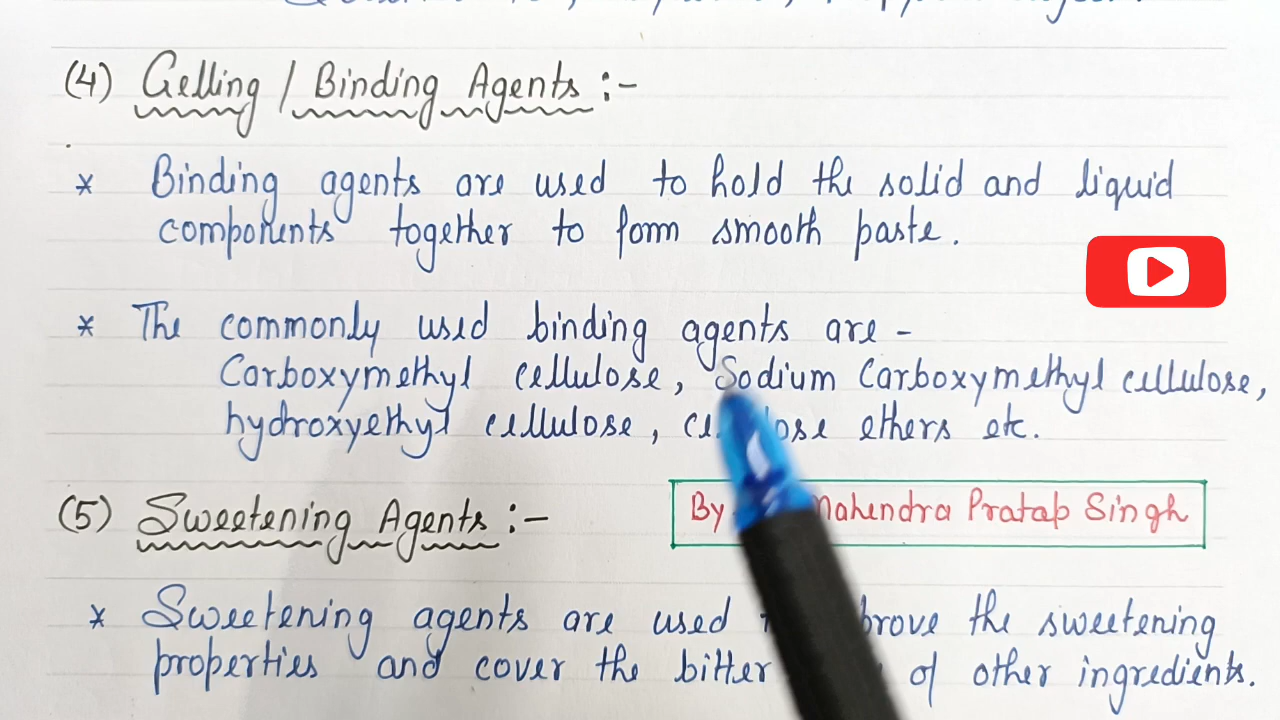 (4) Gelling / Binding Agents :-
* Binding agents are used to hold the solid and liquid
components together to form smooth paste.
* The commonly used binding agents are -
Carboxymethyl cellulose, Sodium Carboxymethyl cellulose,
hydroxyethyl cellulose, ethers etc.
(5) Sweetening Agents :-
By Mahendra Pratap Singh
* Sweetening agents are used the sweetening
properties and cover the bitter of other ingredients.